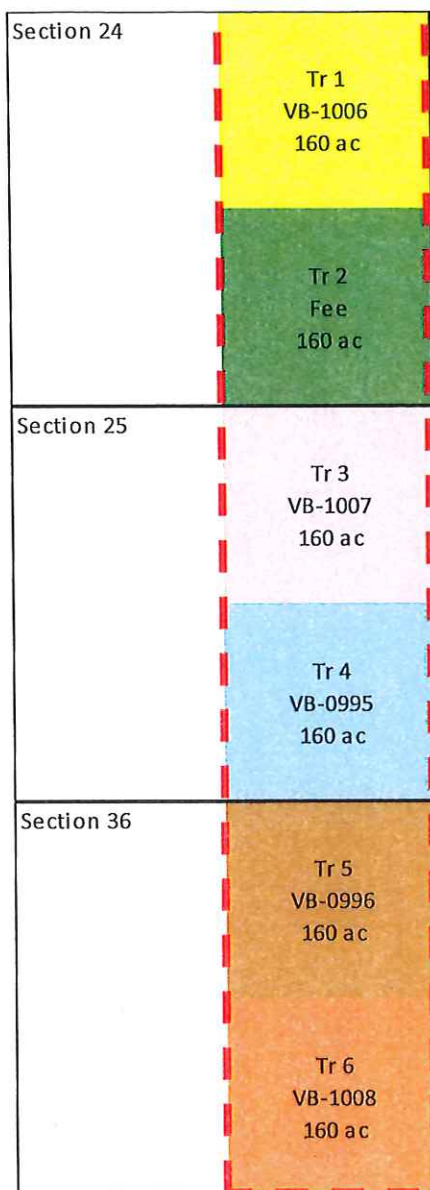 Section 24
Tr 1
VB-1006
160 ac
Tr 2
Fee
160 ac
Section 25
Tr 3
VB-1007
160 ac
Tr 4
VB-0995
160 ac
Section 36
Tr 5
VB-0996
160 ac
Tr 6
VB-1008
160 ac